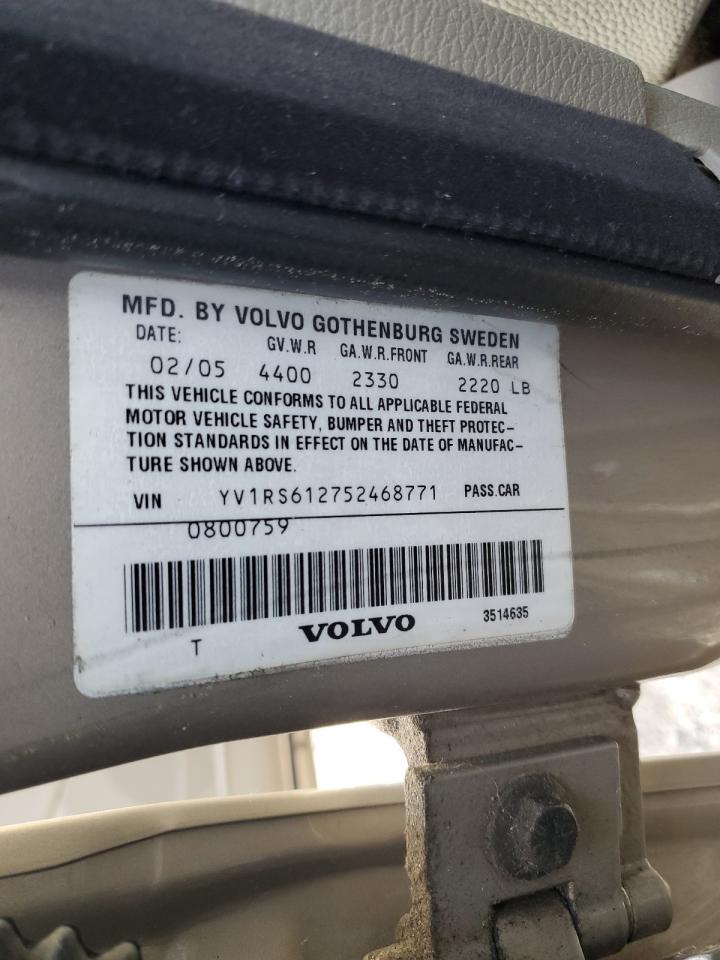 MFD. BY VOLVO GOTHENBURG SWEDEN
DATE: GV.W.R GA.W.R.FRONT GA.W.R.REAR
02/05 4400 2330 2220 LB
THIS VEHICLE CONFORMS TO ALL APPLICABLE FEDERAL
MOTOR VEHICLE SAFETY, BUMPER AND THEFT PROTEC-
TION STANDARDS IN EFFECT ON THE DATE OF MANUFAC-
TURE SHOWN ABOVE.
VIN YV1RS612752468771 PASS.CAR
0800759
T VOLVO 3514635